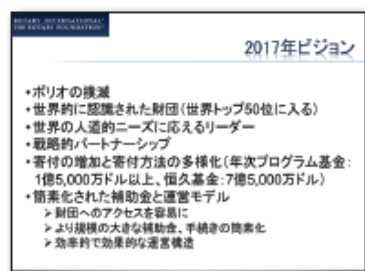 ROTARY INTERNATIONAL
THE ROTARY FOUNDATION
2017年ビジョン
・ポリオの撲滅
・世界的に認識された財団(世界トップ50位に入る)
・世界の人道的ニーズに応えるリーダー
・戦略的パートナーシップ
・寄付の増加と寄付方法の多様化(年次プログラム基金:
1億5,000万ドル以上、恒久基金:7億5,000万ドル)
・簡素化された補助金と運営モデル
➢財団へのアクセスを容易に
➢より規模の大きな補助金、手続きの簡素化
➢効率的で効果的な運営構造